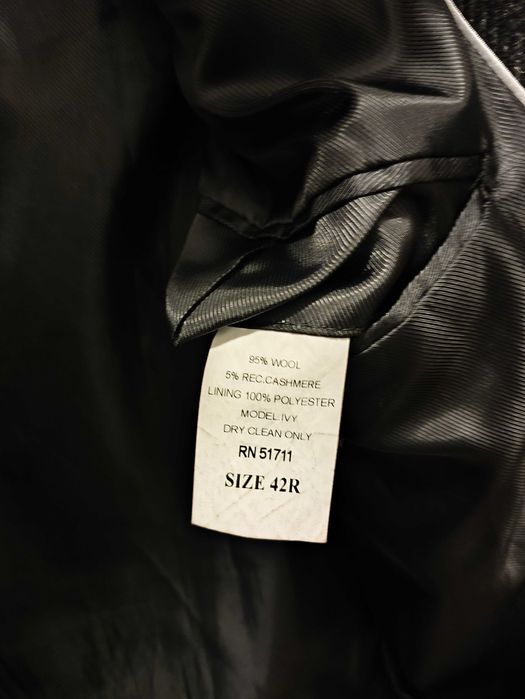 95% WOOL
5% REC.CASHMERE
LINING 100% POLYESTER
MODEL.IVY
DRY CLEAN ONLY
RN 51711
SIZE 42R